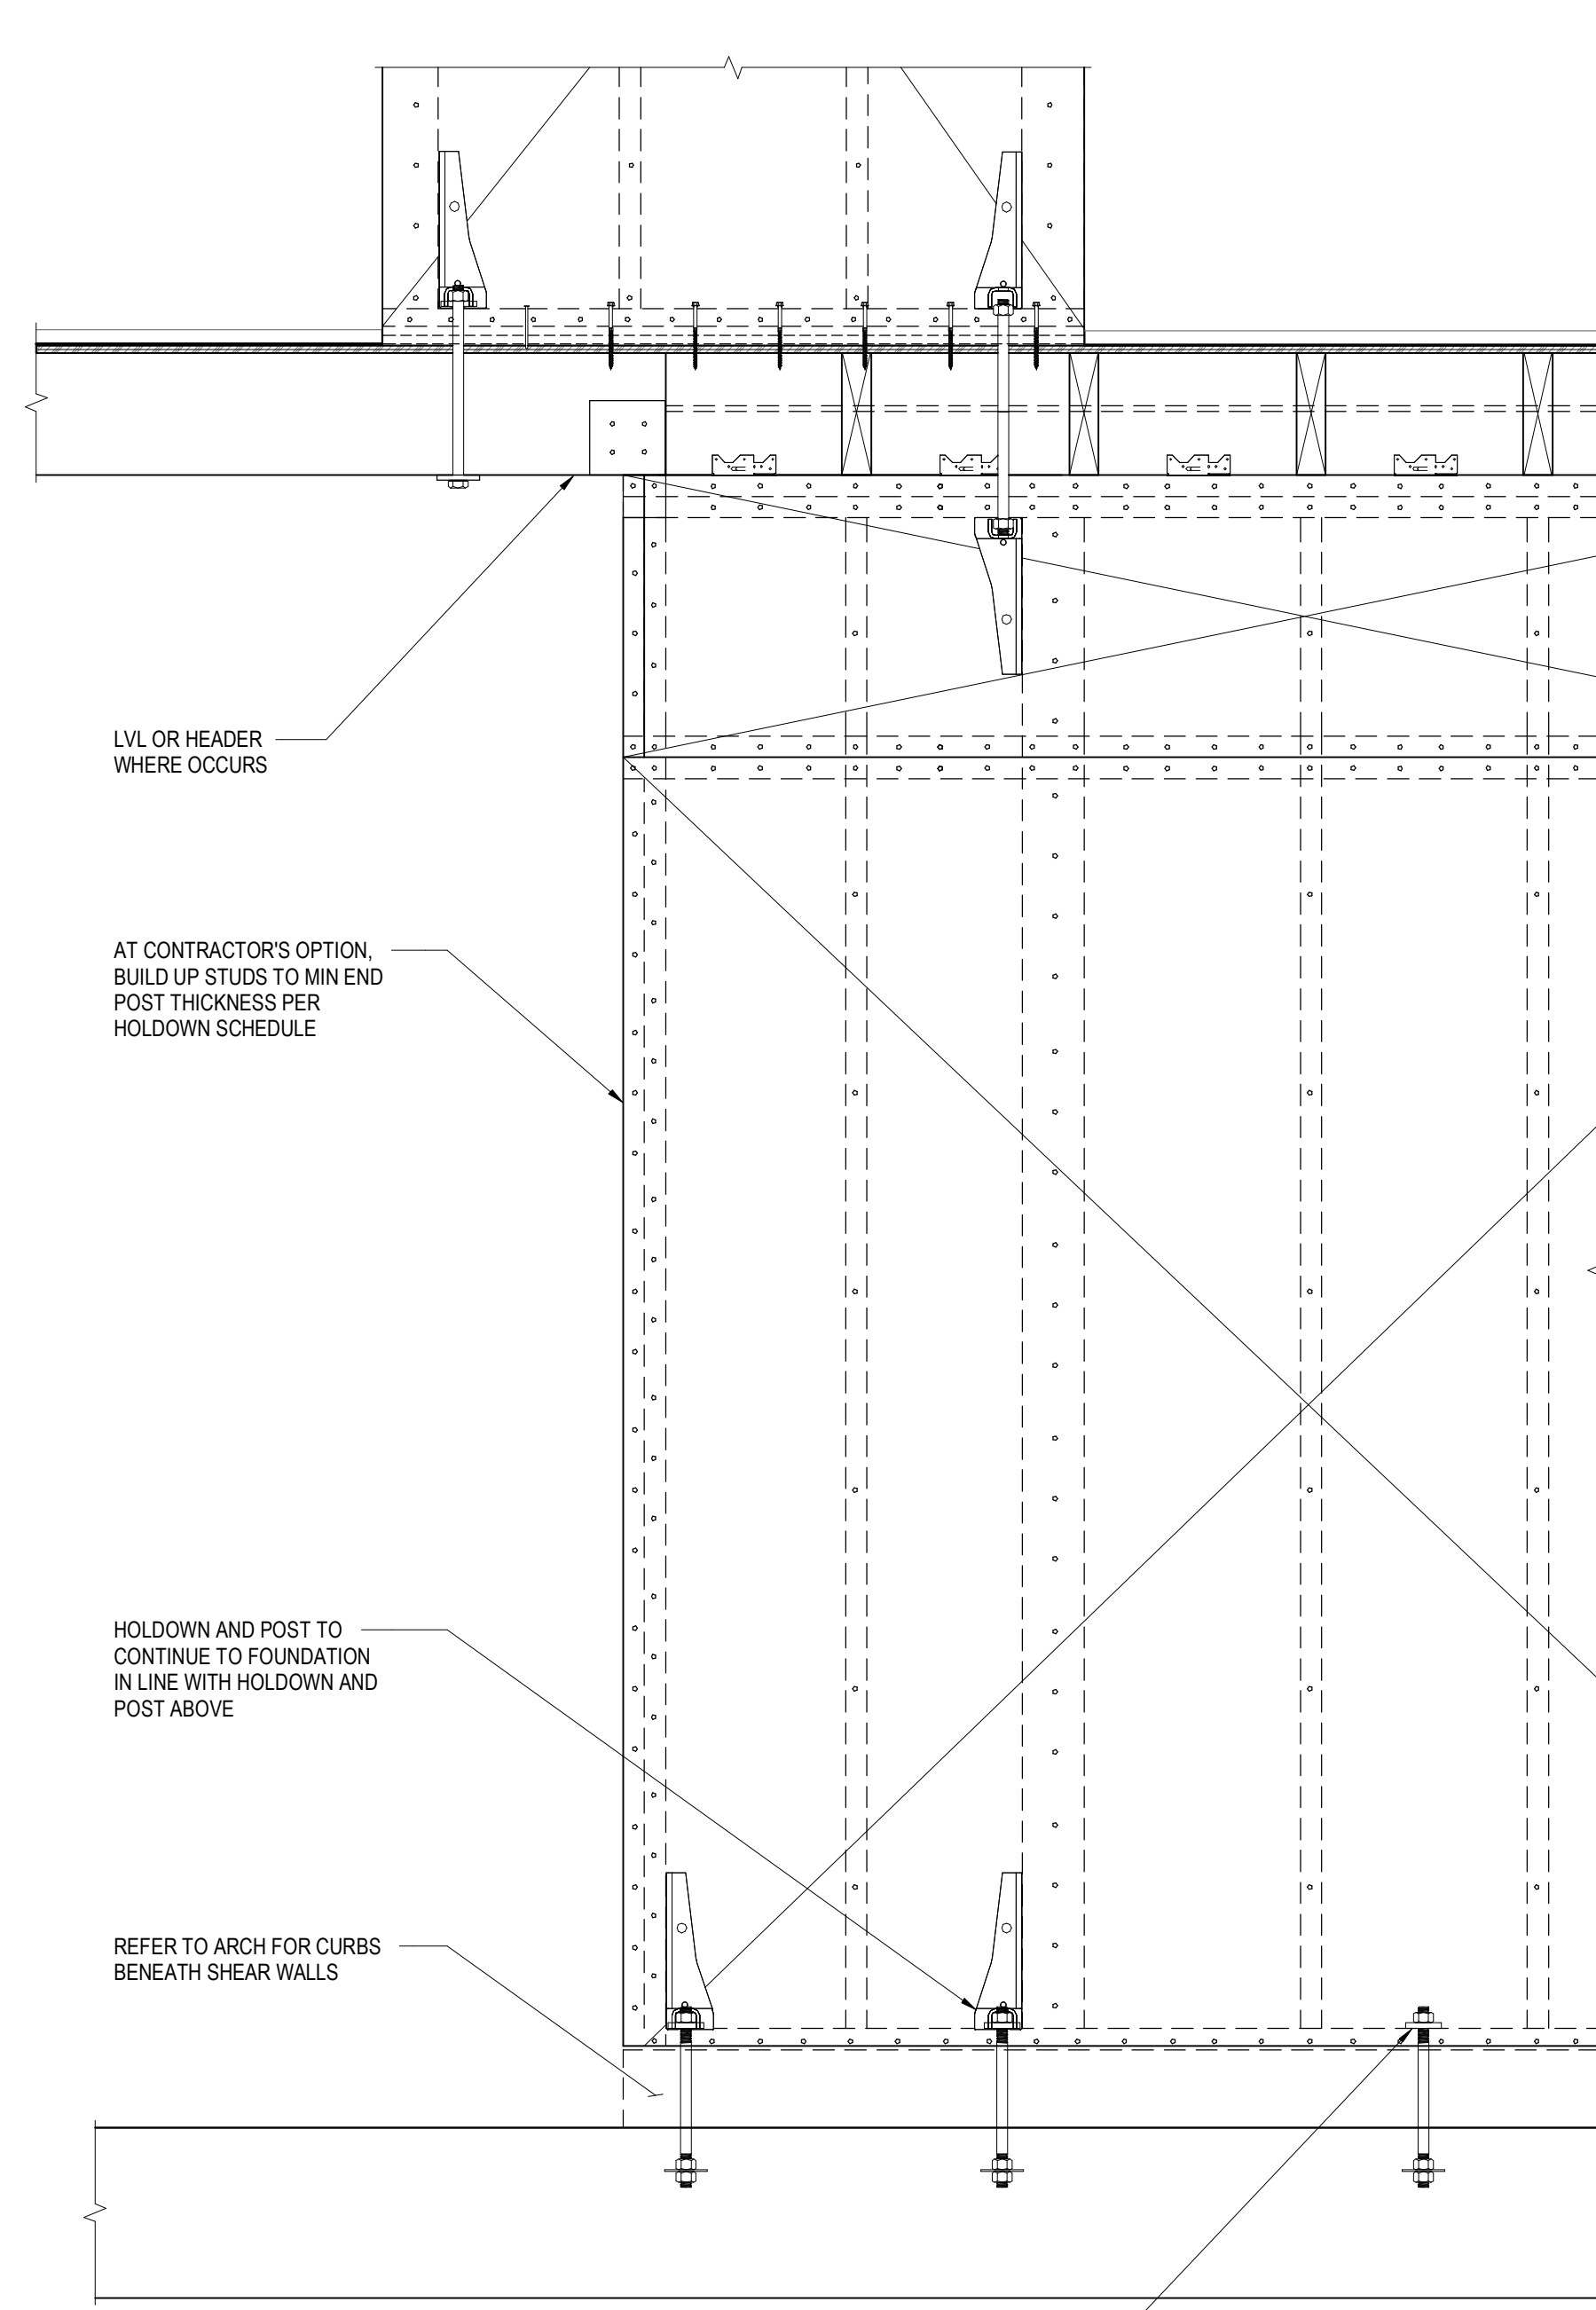 LVL OR HEADER
WHERE OCCURS
AT CONTRACTOR'S OPTION,
BUILD UP STUDS TO MIN END
POST THICKNESS PER
HOLDOWN SCHEDULE
HOLDOWN AND POST TO
CONTINUE TO FOUNDATION
IN LINE WITH HOLDOWN AND
POST ABOVE
REFER TO ARCH FOR CURBS
BENEATH SHEAR WALLS